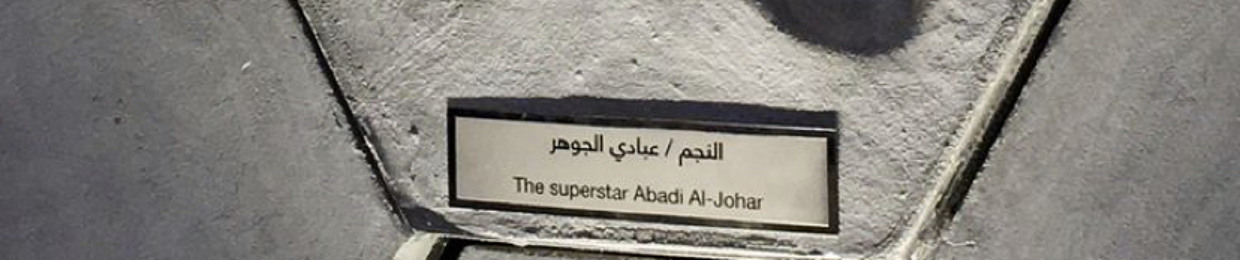 النجم / عبادي الجوهر
The superstar Abadi Al-Johar